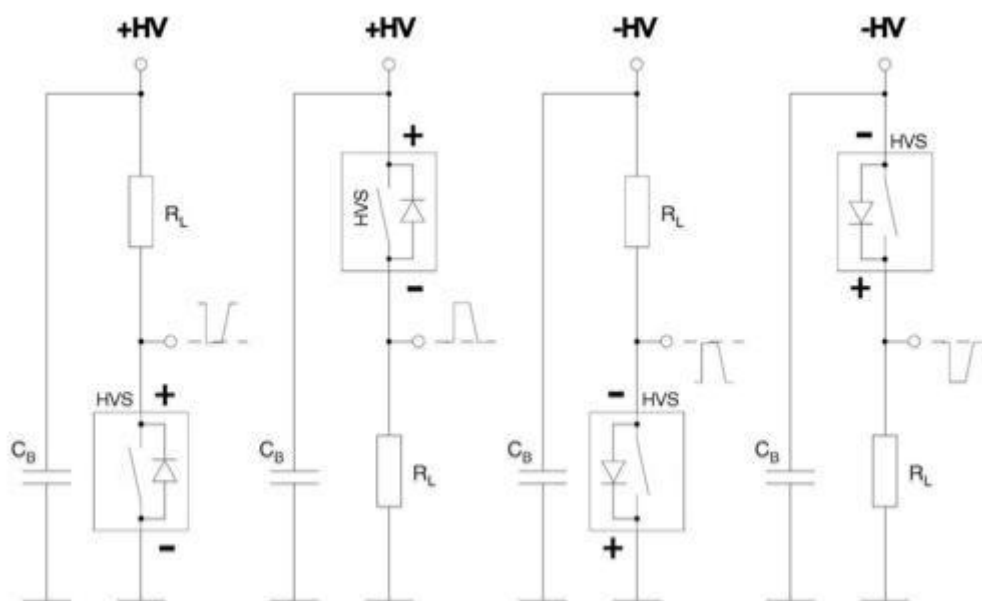 +HV
+HV
-HV
-HV
R_L
+
HVS
-
R_L
-
HVS
+
HVS
+
-
C_B
C_B
R_L
-
HVS
+
C_B
C_B
R_L